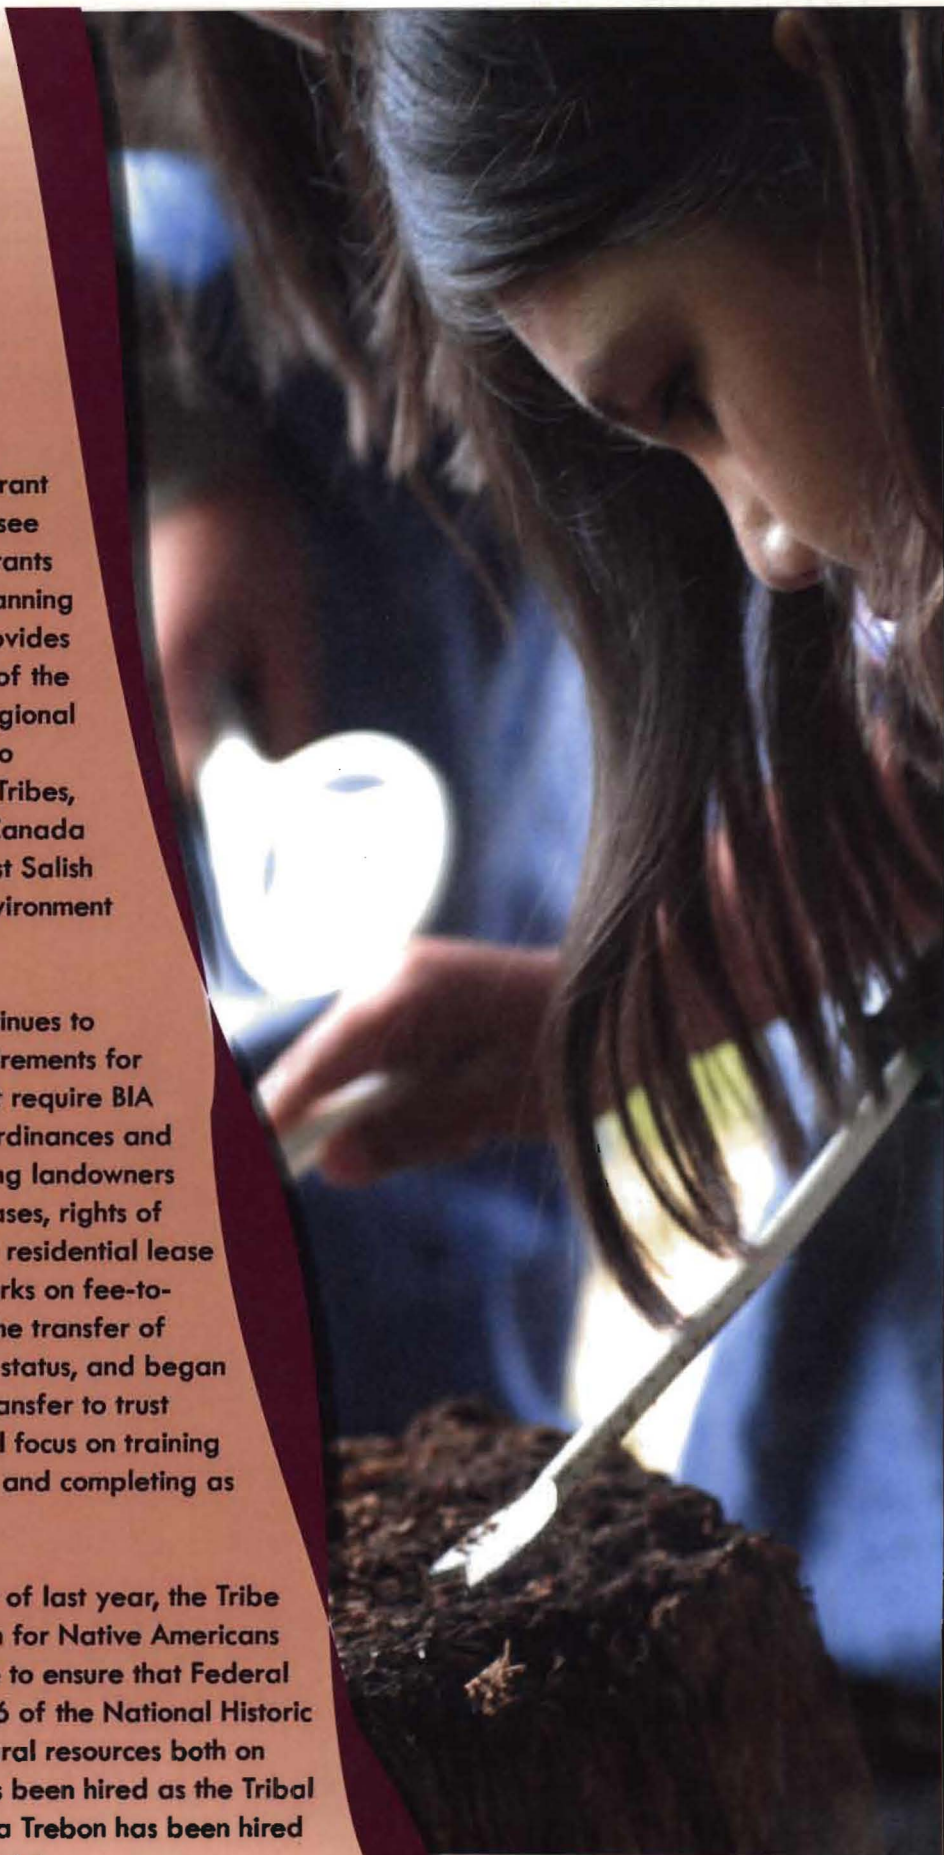 rant
see
rants
anning
ovides
of the
gional
o
Tribes,
Canada
st Salish
vironment
inues to
irements for
t require BIA
rdinances and
ng landowners
ases, rights of
residential lease
rks on fee-to-
he transfer of
status, and began
ansfer to trust
l focus on training
and completing as
of last year, the Tribe
n for Native Americans
to ensure that Federal
6 of the National Historic
ral resources both on
s been hired as the Tribal
a Trebon has been hired